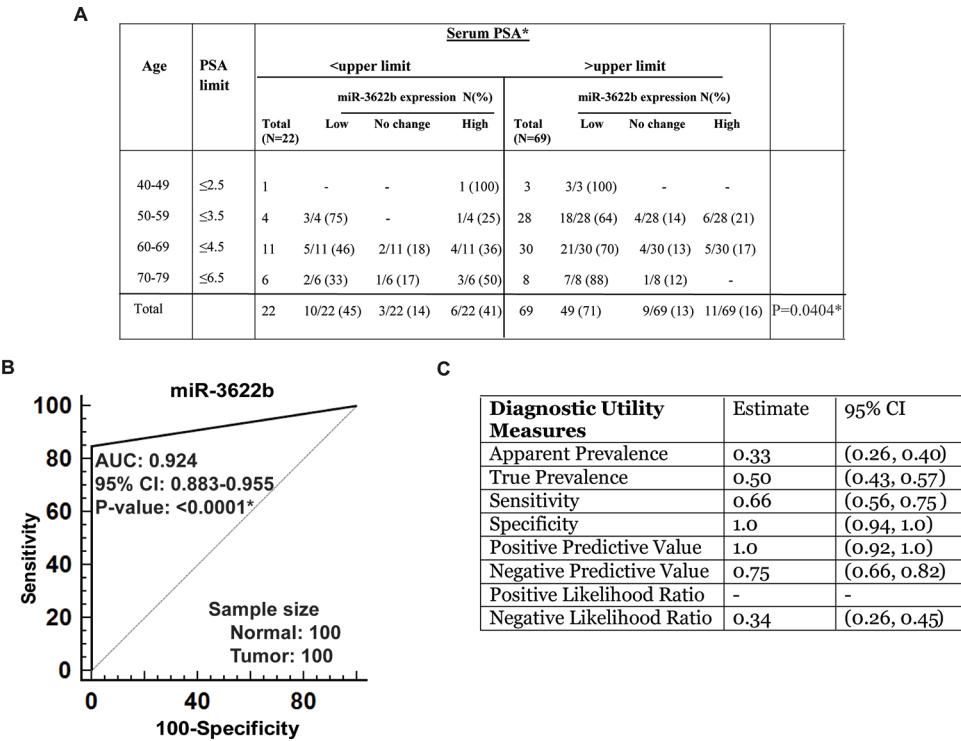 A
Serum PSA*
Age PSA limit <upper limit >upper limit
miR-3622b expression N(%) miR-3622b expression N(%)
Total (N=22) Low No change High Total (N=69) Low No change High
40-49 ≤2.5 1 - - 1 (100) 3 3/3 (100) - -
50-59 ≤3.5 4 3/4 (75) - 1/4 (25) 28 18/28 (64) 4/28 (14) 6/28 (21)
60-69 ≤4.5 11 5/11 (46) 2/11 (18) 4/11 (36) 30 21/30 (70) 4/30 (13) 5/30 (17)
70-79 ≤6.5 6 2/6 (33) 1/6 (17) 3/6 (50) 8 7/8 (88) 1/8 (12) -
Total 22 10/22 (45) 3/22 (14) 6/22 (41) 69 49 (71) 9/69 (13) 11/69 (16) P=0.0404*
B
miR-3622b
100
80
60
40
20
0
Sensitivity
AUC: 0.924
95% CI: 0.883-0.955
P-value: <0.0001*
Sample size
Normal: 100
Tumor: 100
0 40 80
100-Specificity
C
Diagnostic Utility Measures Estimate 95% CI
Apparent Prevalence 0.33 (0.26, 0.40)
True Prevalence 0.50 (0.43, 0.57)
Sensitivity 0.66 (0.56, 0.75)
Specificity 1.0 (0.94, 1.0)
Positive Predictive Value 1.0 (0.92, 1.0)
Negative Predictive Value 0.75 (0.66, 0.82)
Positive Likelihood Ratio - -
Negative Likelihood Ratio 0.34 (0.26, 0.45)